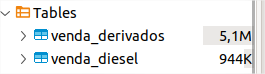 Tables
venda_derivados 5,1M
venda_diesel 944K